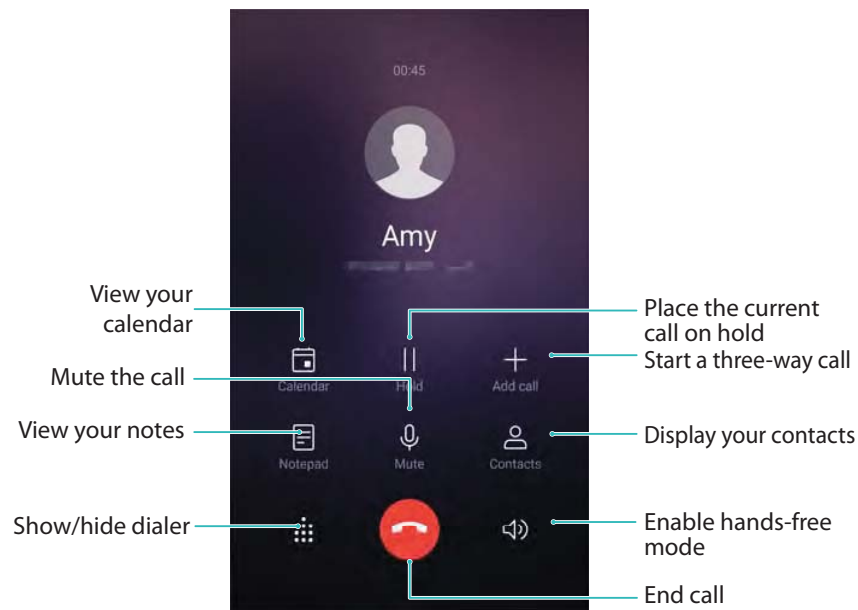 00:45
Amy
View your
calendar
Place the current
call on hold
Start a three-way call
Mute the call
Calendar
Hold
Add call
View your notes
Display your contacts
Notepad
Mute
Contacts
Show/hide dialer
Enable hands-free
mode
End call